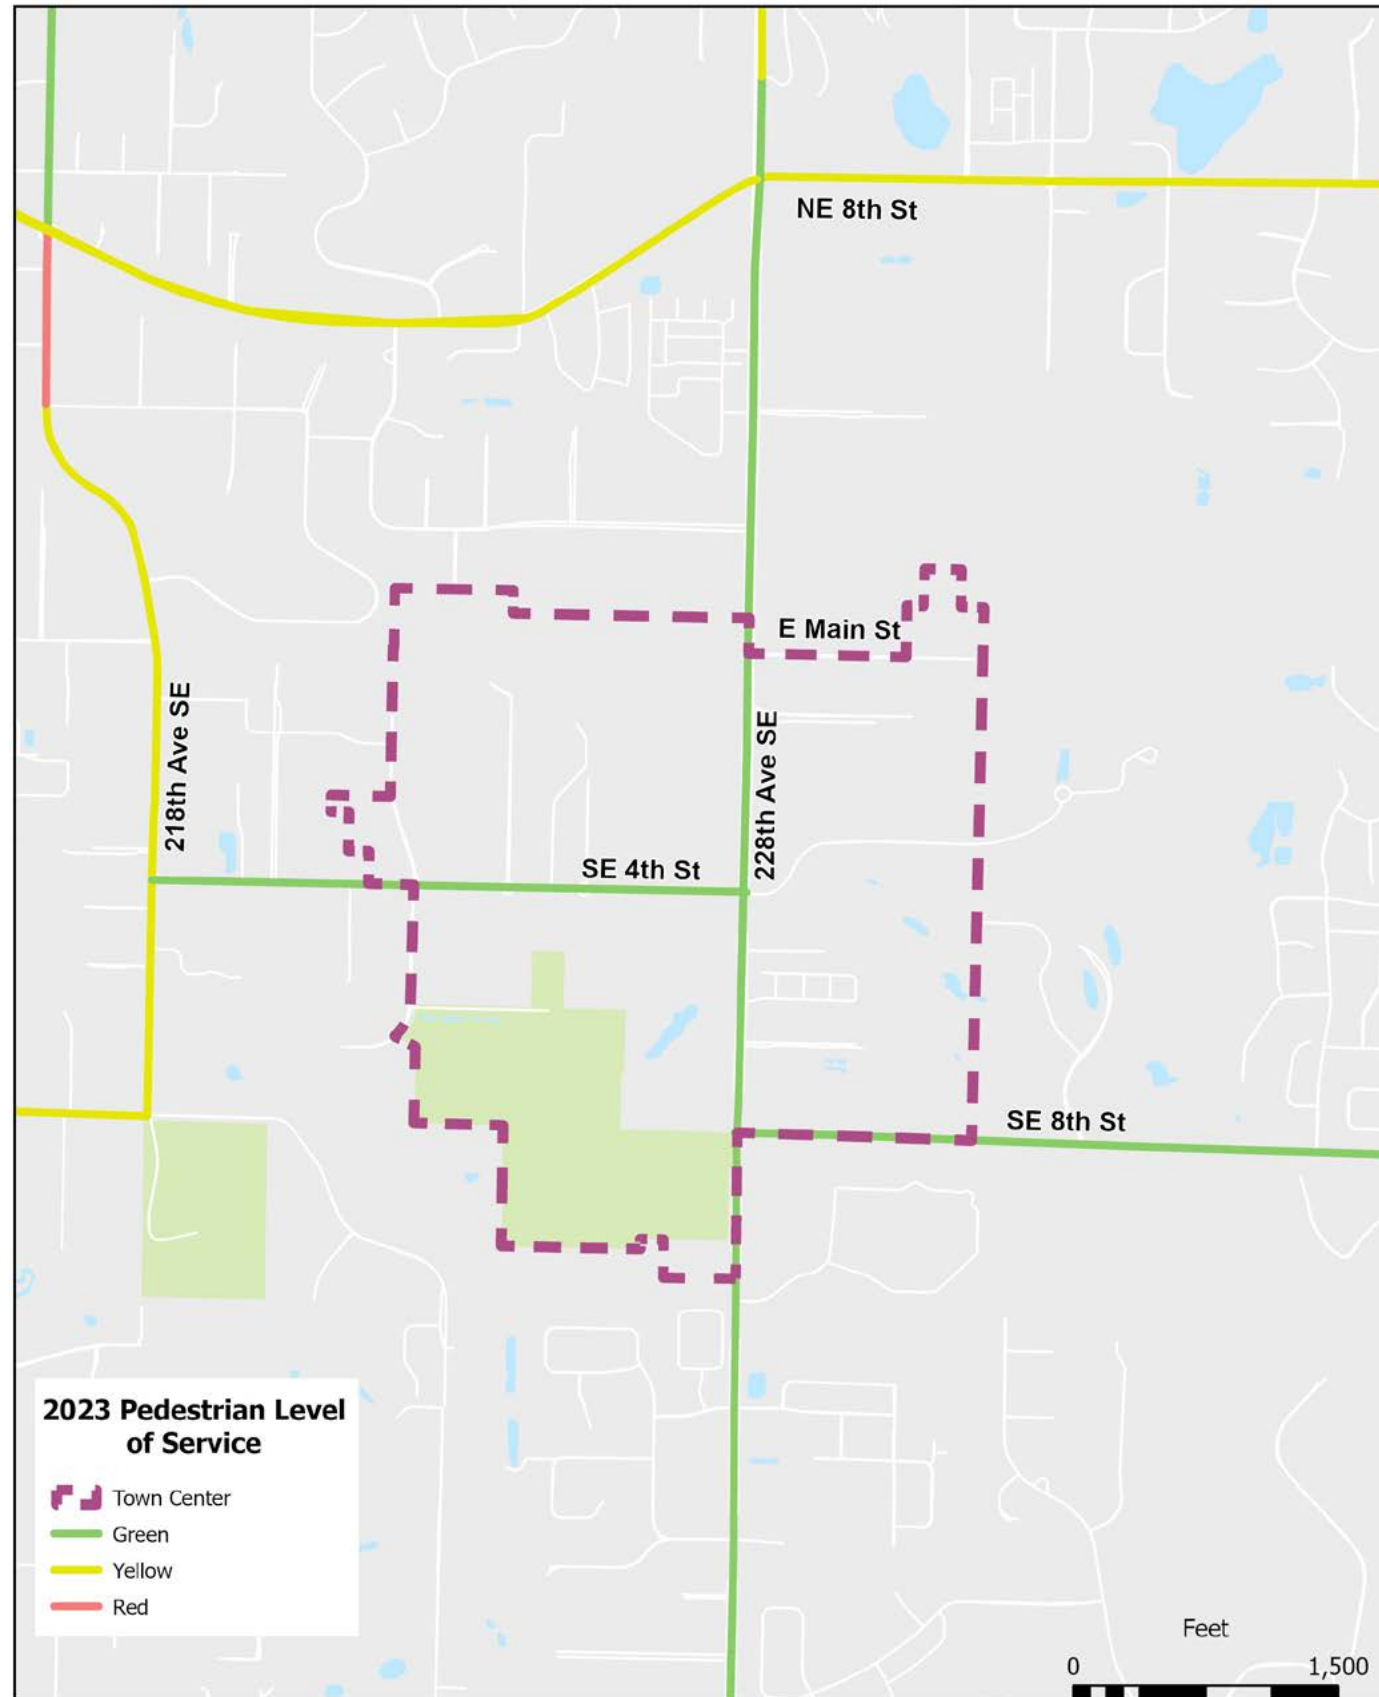 NE 8th St
E Main St
218th Ave SE
228th Ave SE
SE 4th St
SE 8th St
2023 Pedestrian Level
of Service
Town Center
Green
Yellow
Red
Feet
0 1,500